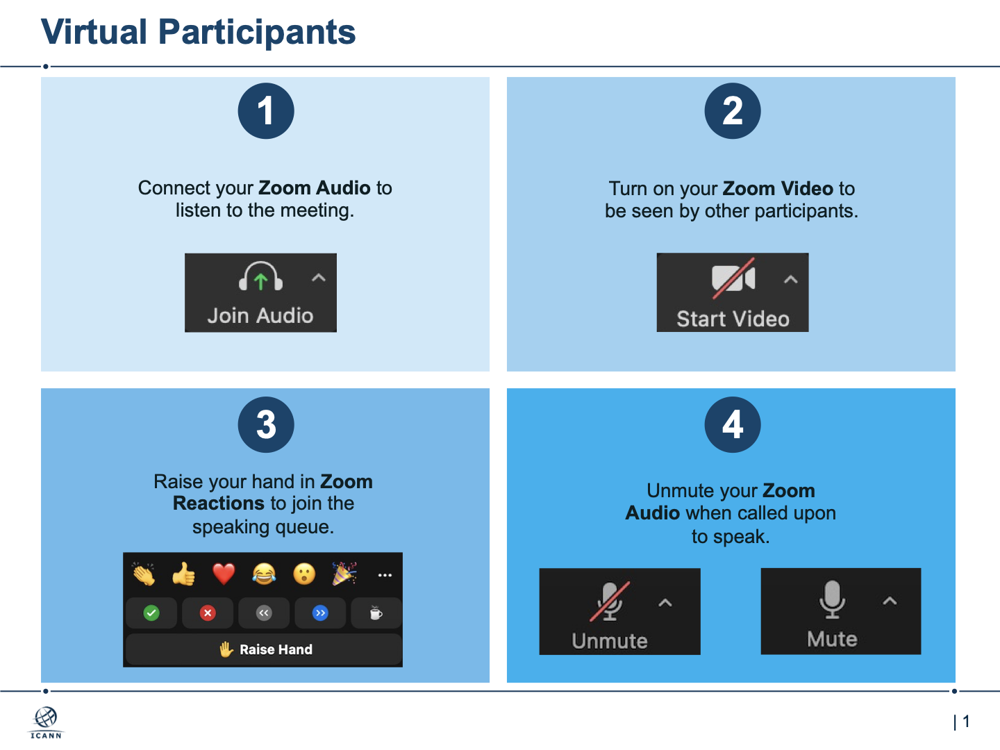 Virtual Participants
1
Connect your Zoom Audio to
listen to the meeting.
Join Audio
2
Turn on your Zoom Video to
be seen by other participants.
Start Video
3
Raise your hand in Zoom
Reactions to join the
speaking queue.
Raise Hand
4
Unmute your Zoom
Audio when called upon
to speak.
Unmute
Mute
ICANN
| 1